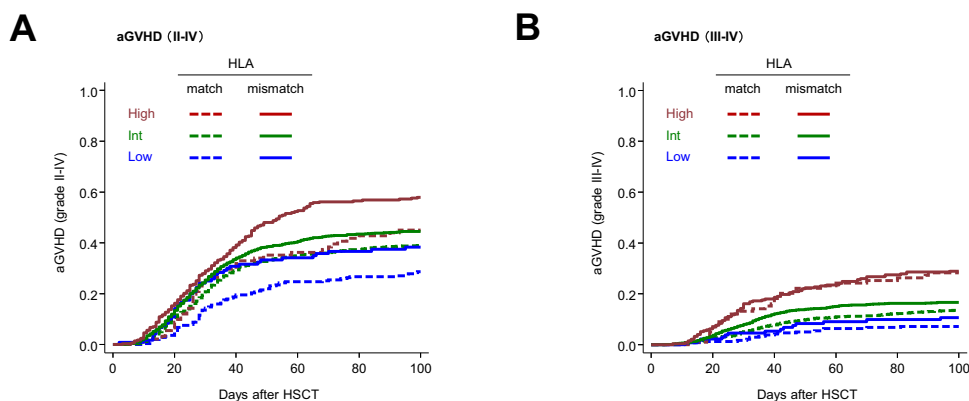 A
aGVHD (II-IV)
HLA
match mismatch
High
Int
Low
1.0
0.8
0.6
0.4
0.2
0.0
aGVHD (grade II-IV)
0 20 40 60 80 100
Days after HSCT
B
aGVHD (III-IV)
HLA
match mismatch
High
Int
Low
1.0
0.8
0.6
0.4
0.2
0.0
aGVHD (grade III-IV)
0 20 40 60 80 100
Days after HSCT